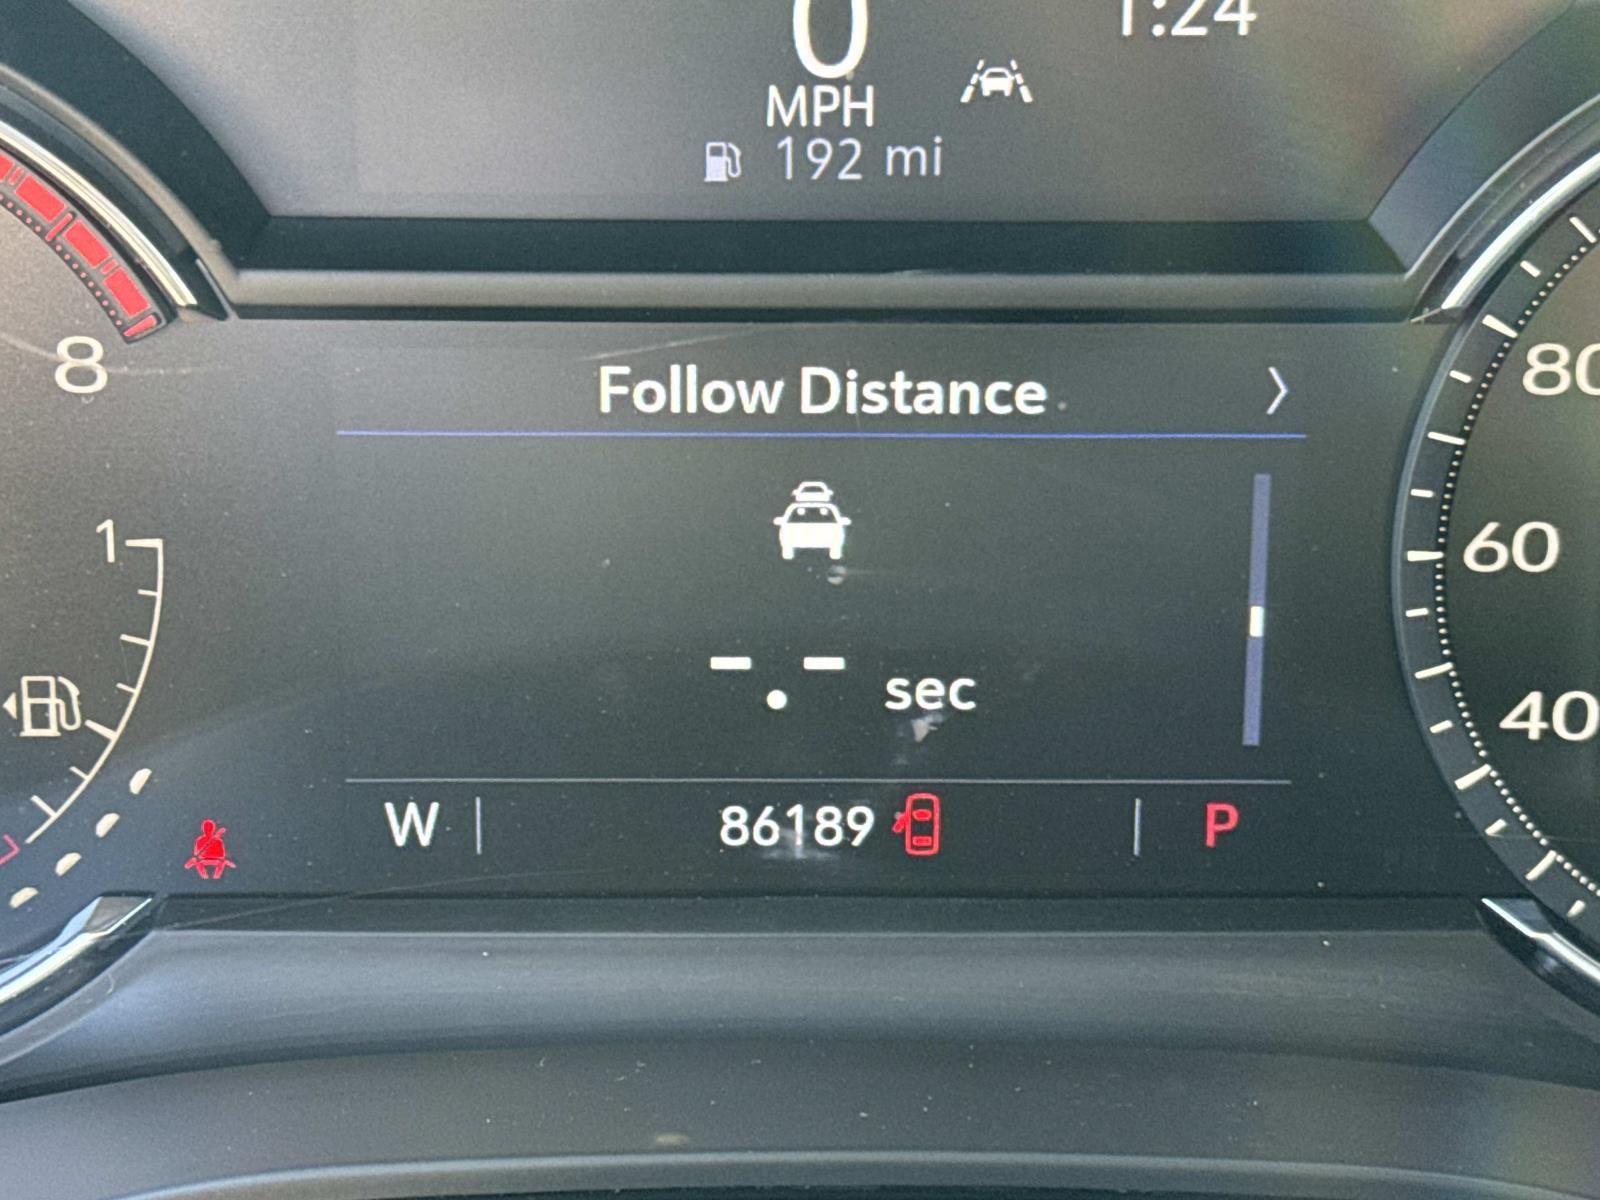 0
1:24
MPH
192 mi
8
Follow Distance
80
1
60
-.- sec
40
W
86189
P